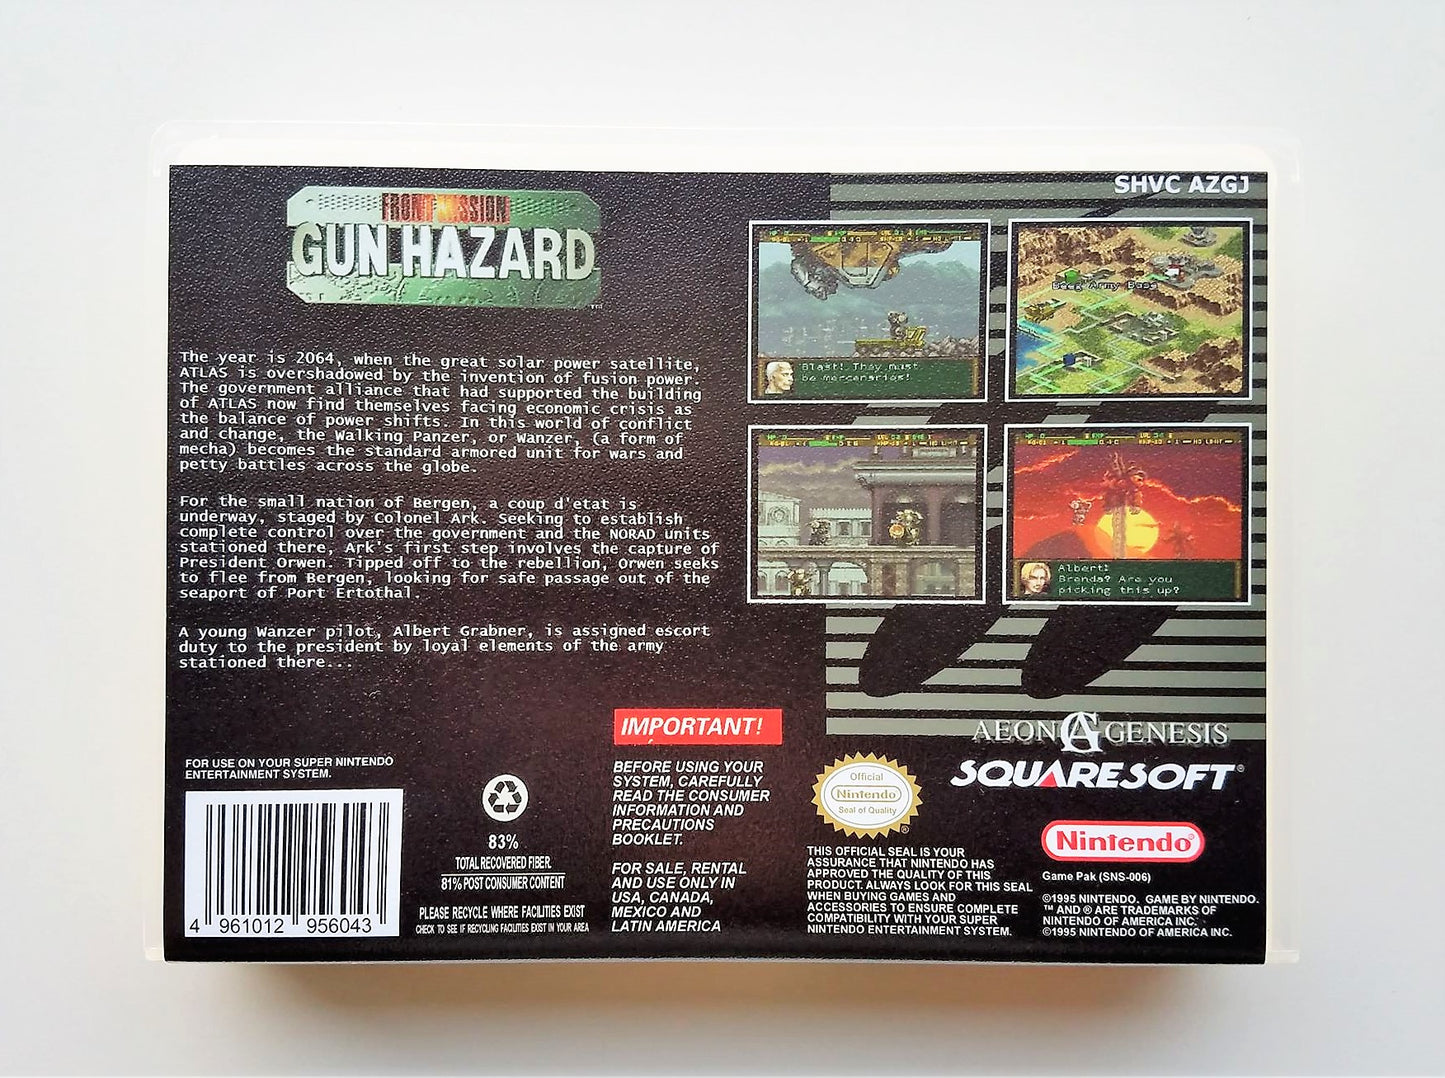 FRONT MISSION
GUN HAZARD
TM
The year is 2064, when the great solar power satellite,
ATLAS is overshadowed by the invention of fusion power.
The government alliance that had supported the building
of ATLAS now find themselves facing economic crisis as
the balance of power shifts. In this world of conflict
and change, the Walking Panzer, or Wanzer, (a form of
mecha) becomes the standard armored unit for wars and
petty battles across the globe.
For the small nation of Bergen, a coup d'etat is
underway, staged by Colonel Ark. Seeking to establish
complete control over the government and the NORAD units
stationed there, Ark's first step involves the capture of
President Orwen. Tipped off to the rebellion, Orwen seeks
to flee from Bergen, looking for safe passage out of the
seaport of Port Ertothal.
A young Wanzer pilot, Albert Grabner, is assigned escort
duty to the president by loyal elements of the army
stationed there...
SHVC AZGJ
Blast! They must
be mercenaries!
Beck Army Base
Albert!
Brenda? Are you
picking this up?
FOR USE ON YOUR SUPER NINTENDO
ENTERTAINMENT SYSTEM.
4 961012 956043
83%
TOTAL RECOVERED FIBER.
81% POST CONSUMER CONTENT
PLEASE RECYCLE WHERE FACILITIES EXIST
CHECK TO SEE IF RECYCLING FACILITIES EXIST IN YOUR AREA
IMPORTANT!
BEFORE USING YOUR
SYSTEM, CAREFULLY
READ THE CONSUMER
INFORMATION AND
PRECAUTIONS
BOOKLET.
FOR SALE, RENTAL
AND USE ONLY IN
USA, CANADA,
MEXICO AND
LATIN AMERICA
Official
Nintendo
Seal of Quality
®
THIS OFFICIAL SEAL IS YOUR
ASSURANCE THAT NINTENDO HAS
APPROVED THE QUALITY OF THIS
PRODUCT. ALWAYS LOOK FOR THIS SEAL
WHEN BUYING GAMES AND
ACCESSORIES TO ENSURE COMPLETE
COMPATIBILITY WITH YOUR SUPER
NINTENDO ENTERTAINMENT SYSTEM.
AEON AG GENESIS
SQUARESOFT®
Nintendo®
Game Pak (SNS-006)
©1995 NINTENDO. GAME BY NINTENDO.
™ AND ® ARE TRADEMARKS OF
NINTENDO OF AMERICA INC.
©1995 NINTENDO OF AMERICA INC.